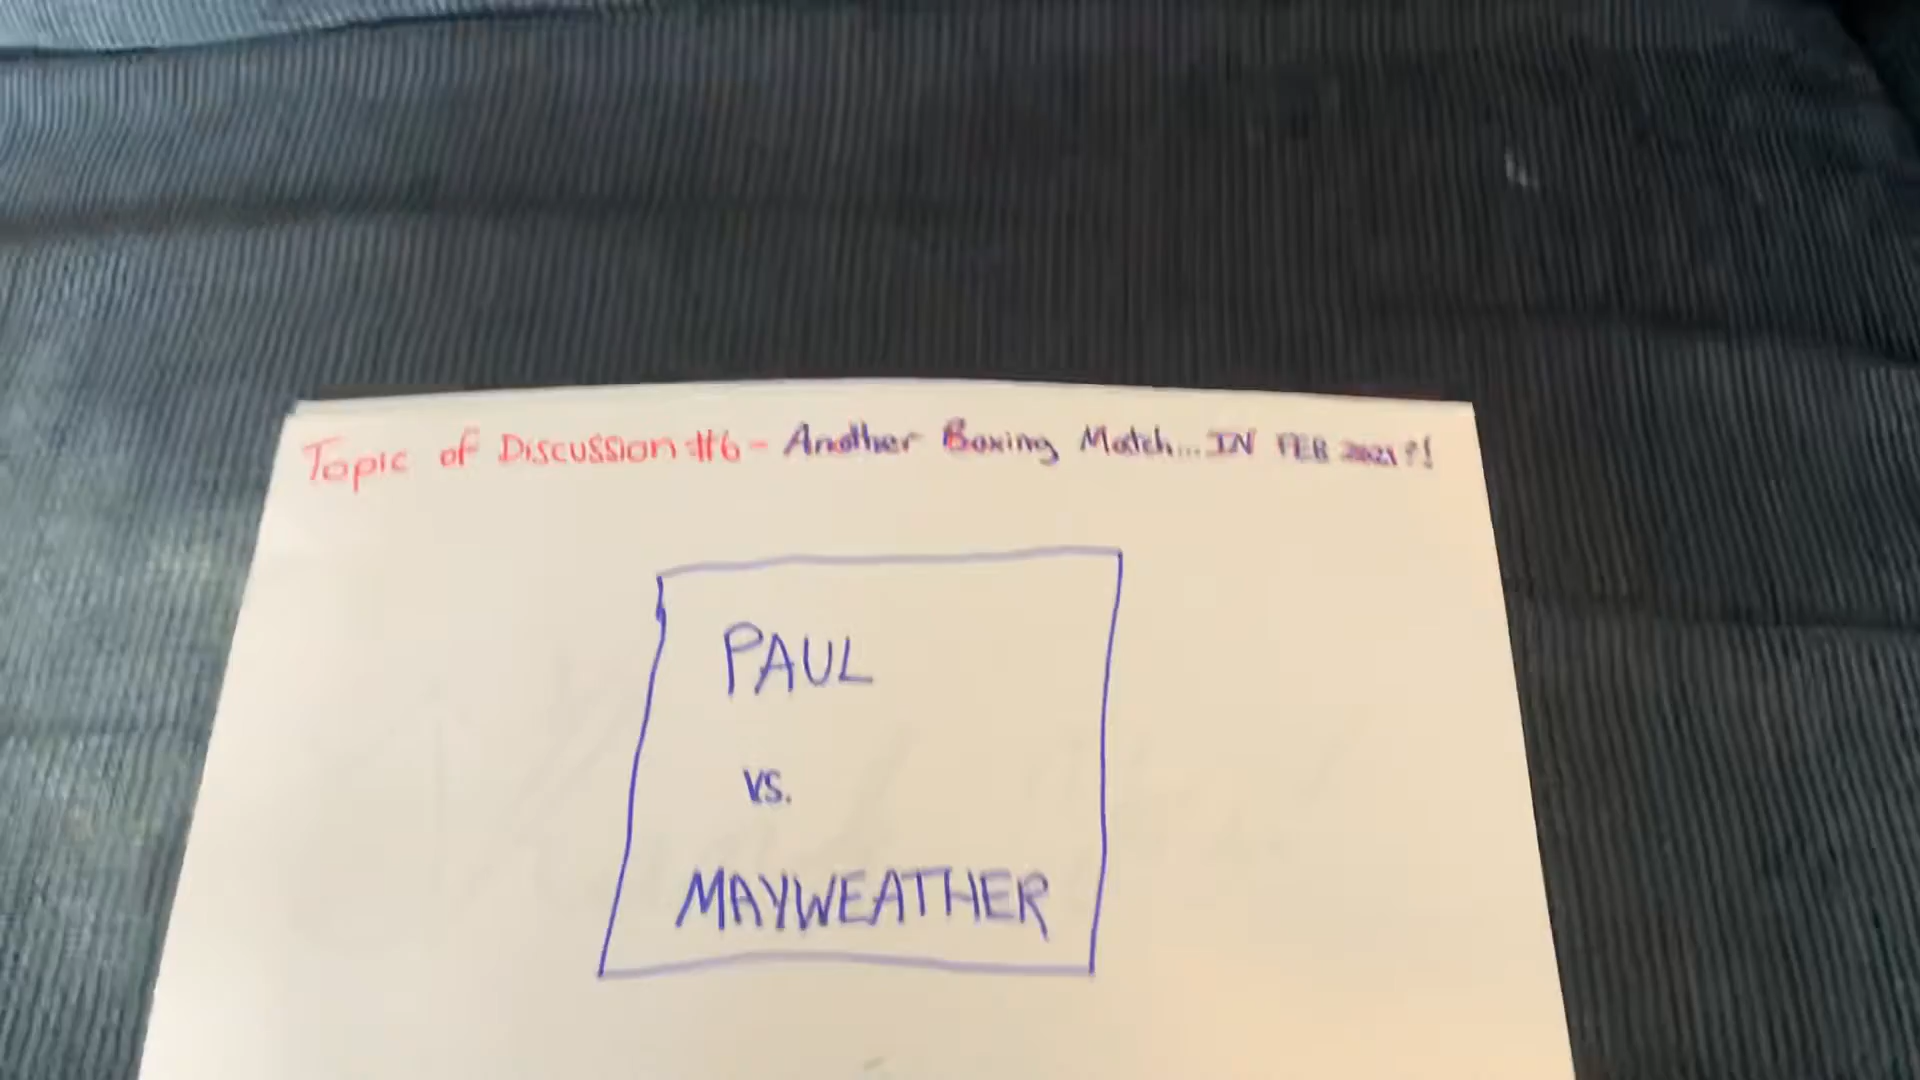 Topic of Discussion #6 - Another Boxing Match... IN FEB 2021?!
PAUL
VS.
MAYWEATHER